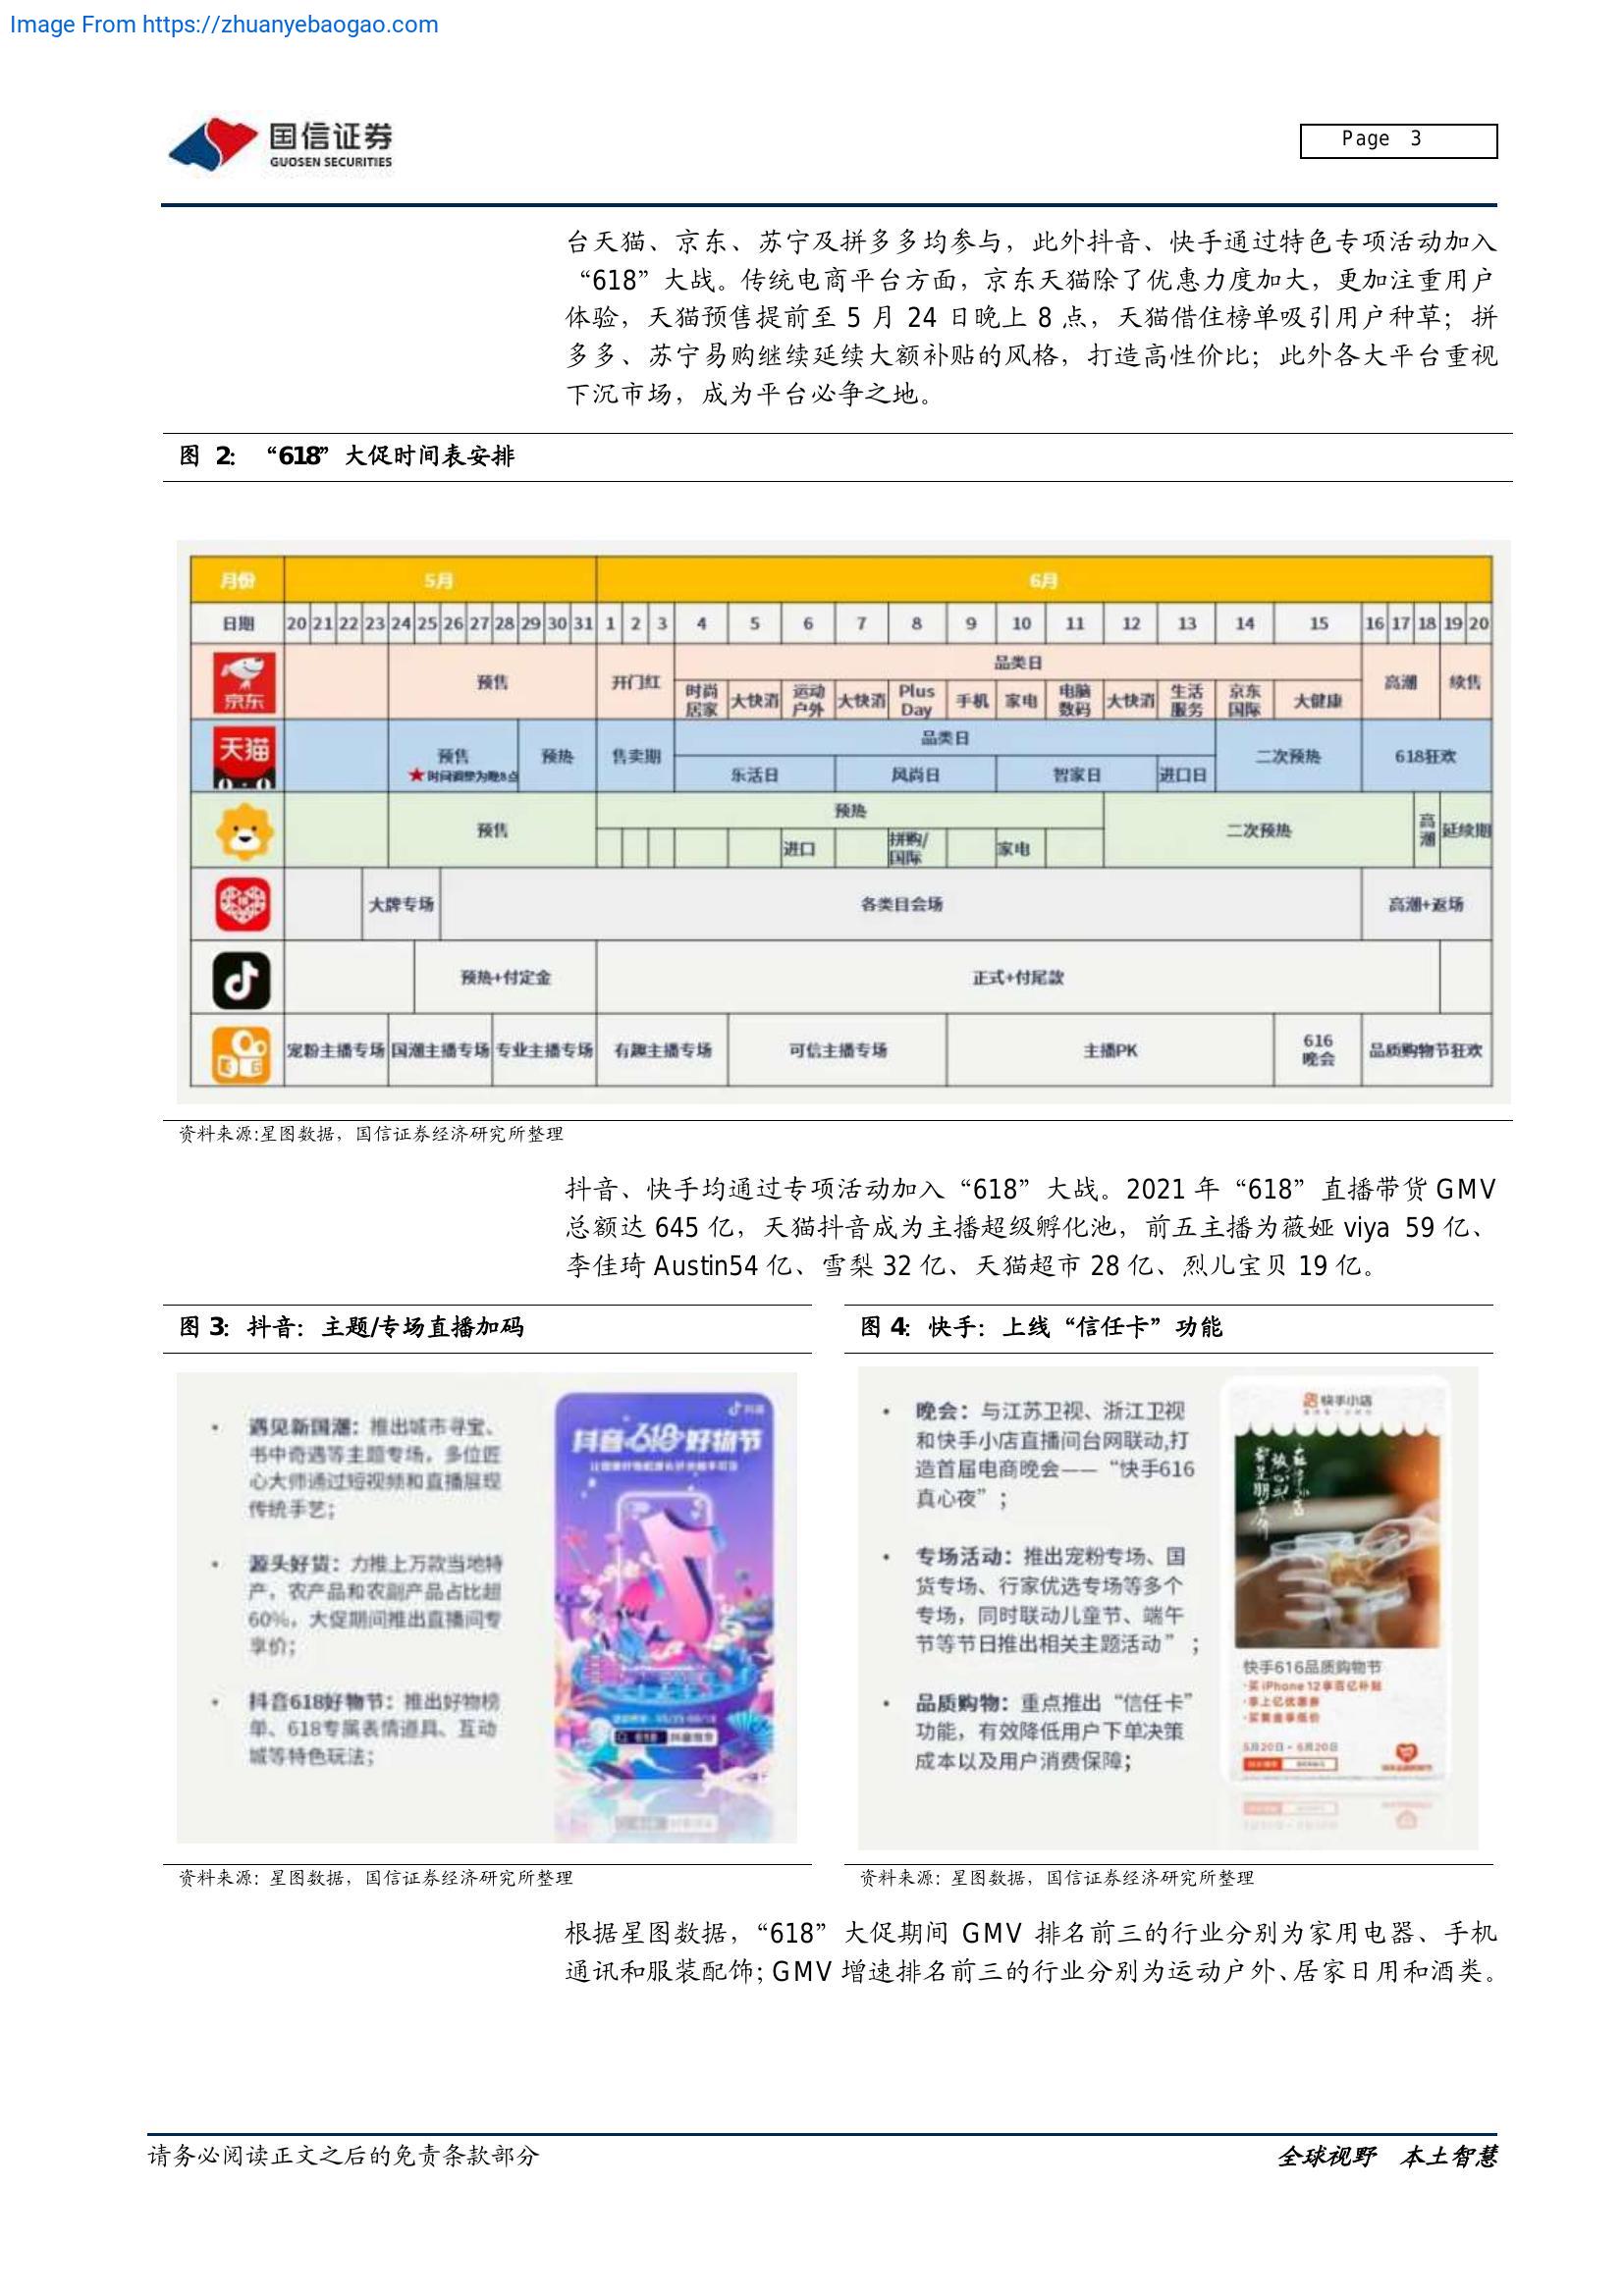 Image From https://zhuanyebaogao.com
国信证券
GUOSEN SECURITIES
Page 3
台天猫、京东、苏宁及拼多多均参与，此外抖音、快手通过特色专项活动加入
“618”大战。传统电商平台方面，京东天猫除了优惠力度加大，更加注重用户
体验，天猫预售提前至 5 月 24 日晚上 8 点，天猫借住榜单吸引用户种草；拼
多多、苏宁易购继续延续大额补贴的风格，打造高性价比；此外各大平台重视
下沉市场，成为平台必争之地。
图 2： “618”大促时间表安排
月份 5月 6月
日期 20 21 22 23 24 25 26 27 28 29 30 31 1 2 3 4 5 6 7 8 9 10 11 12 13 14 15 16 17 18 19 20
京东 预售 开门红 品类日 高潮 续售
时尚居家 大快消 运动户外 大快消 Plus Day 手机 家电 电脑数码 大快消 生活服务 京东国际 大健康
天猫 预售 预热 售卖期 品类日 二次预热 618狂欢
★时间调整为晚8点 乐活日 风尚日 智家日 进口日
预售 预热 二次预热 高潮 延续期
进口 拼购/国际 家电
大牌专场 各类目会场 高潮+返场
预热+付定金 正式+付尾款
宠粉主播专场 国潮主播专场 专业主播专场 有趣主播专场 可信主播专场 主播PK 616晚会 品质购物节狂欢
资料来源:星图数据，国信证券经济研究所整理
抖音、快手均通过专项活动加入“618”大战。2021 年“618”直播带货 GMV
总额达 645 亿，天猫抖音成为主播超级孵化池，前五主播为薇娅 viya 59 亿、
李佳琦 Austin54 亿、雪梨 32 亿、天猫超市 28 亿、烈儿宝贝 19 亿。
图 3：抖音：主题/专场直播加码
• 遇见新国潮：推出城市寻宝、
书中奇遇等主题专场，多位匠
心大师通过短视频和直播展现
传统手艺；
• 源头好货：力推上万款当地特
产，农产品和农副产品占比超
60%，大促期间推出直播间专
享价；
• 抖音618好物节：推出好物榜
单、618专属表情道具、互动
城等特色玩法；
抖音618好物节
资料来源：星图数据，国信证券经济研究所整理
图 4：快手：上线“信任卡”功能
• 晚会：与江苏卫视、浙江卫视
和快手小店直播间台网联动,打
造首届电商晚会——“快手616
真心夜”；
• 专场活动：推出宠粉专场、国
货专场、行家优选专场等多个
专场，同时联动儿童节、端午
节等节日推出相关主题活动”；
• 品质购物：重点推出“信任卡”
功能，有效降低用户下单决策
成本以及用户消费保障；
快手小店
快手616品质购物节
·买iPhone12享百亿补贴
·享上亿优惠券
·买黄金享低价
5月20日-6月20日
资料来源：星图数据，国信证券经济研究所整理
根据星图数据，“618”大促期间 GMV 排名前三的行业分别为家用电器、手机
通讯和服装配饰；GMV 增速排名前三的行业分别为运动户外、居家日用和酒类。
请务必阅读正文之后的免责条款部分
全球视野 本土智慧